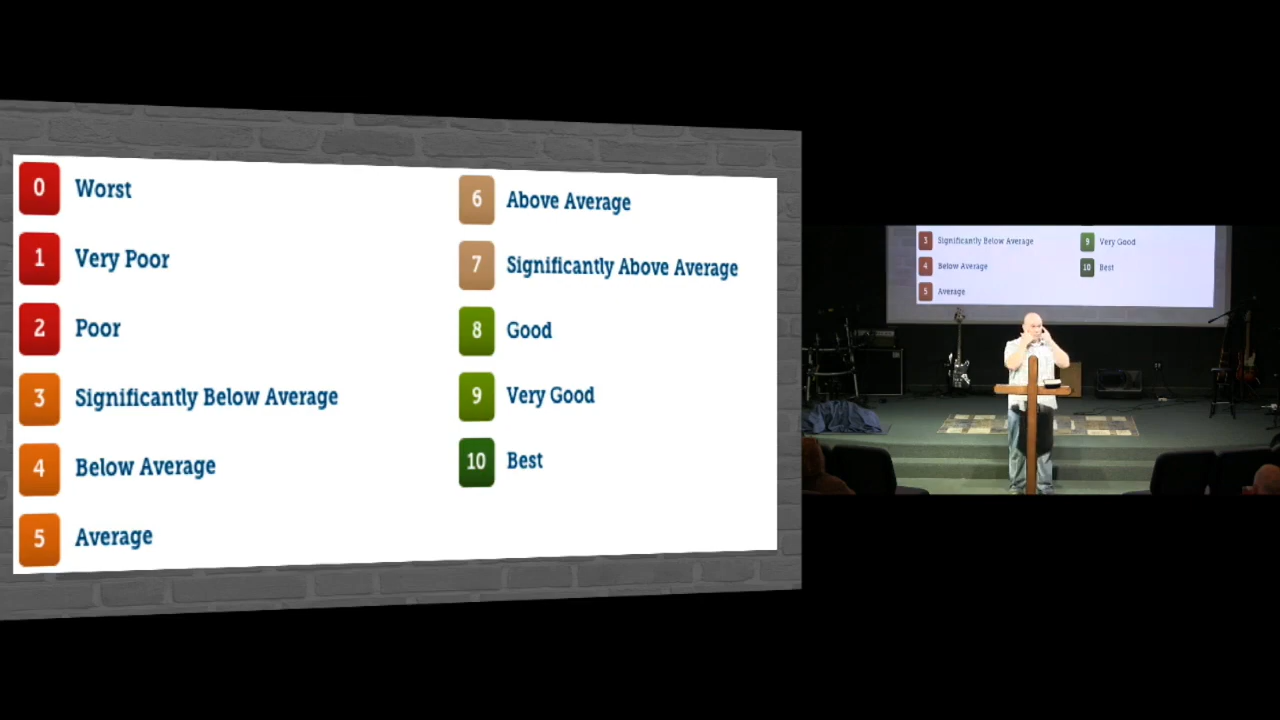 0 Worst
1 Very Poor
2 Poor
3 Significantly Below Average
4 Below Average
5 Average
6 Above Average
7 Significantly Above Average
8 Good
9 Very Good
10 Best
3 Significantly Below Average
4 Below Average
5 Average
9 Very Good
10 Best